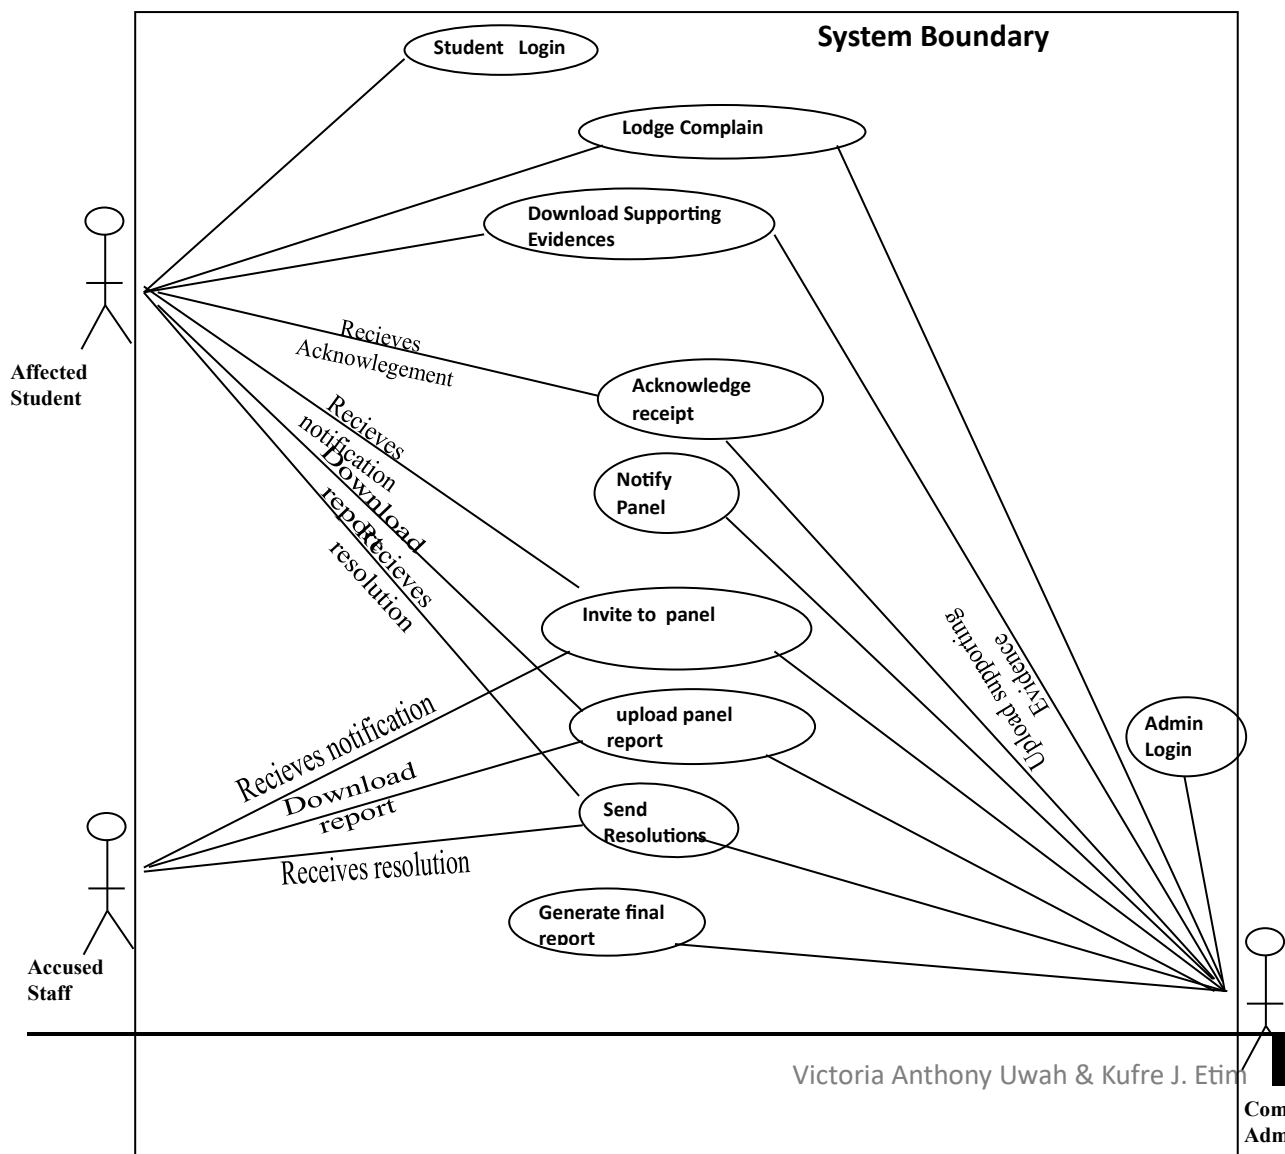 System Boundary
Student Login
Lodge Complain
Download Supporting
Evidences
Recieves
Acknowlegement
Affected
Student
Acknowledge
receipt
Recieves
notification
Download
report
Recieves
resolution
Notify
Panel
Invite to panel
Upload supporting
Evidence
Recieves notification
upload panel
report
Admin
Login
Download
report
Send
Resolutions
Receives resolution
Generate final
report
Accused
Staff
Victoria Anthony Uwah & Kufre J. Etim
Com
Adm